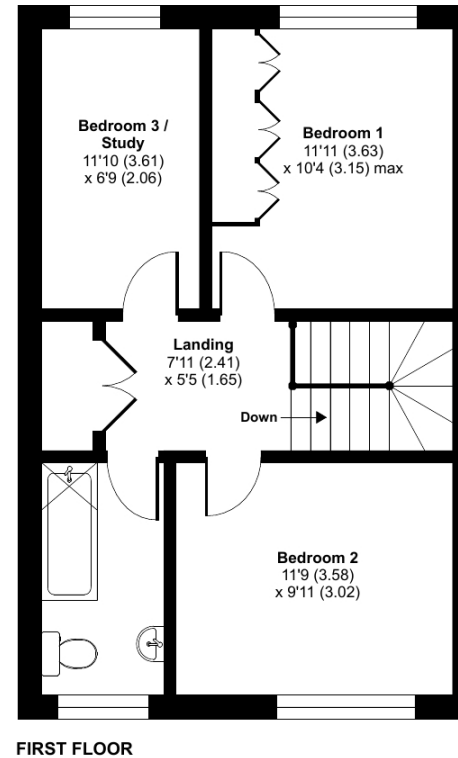 Bedroom 3 /
Study
11'10 (3.61)
x 6'9 (2.06)
Bedroom 1
11'11 (3.63)
x 10'4 (3.15) max
Landing
7'11 (2.41)
x 5'5 (1.65)
Down
Bedroom 2
11'9 (3.58)
x 9'11 (3.02)
FIRST FLOOR